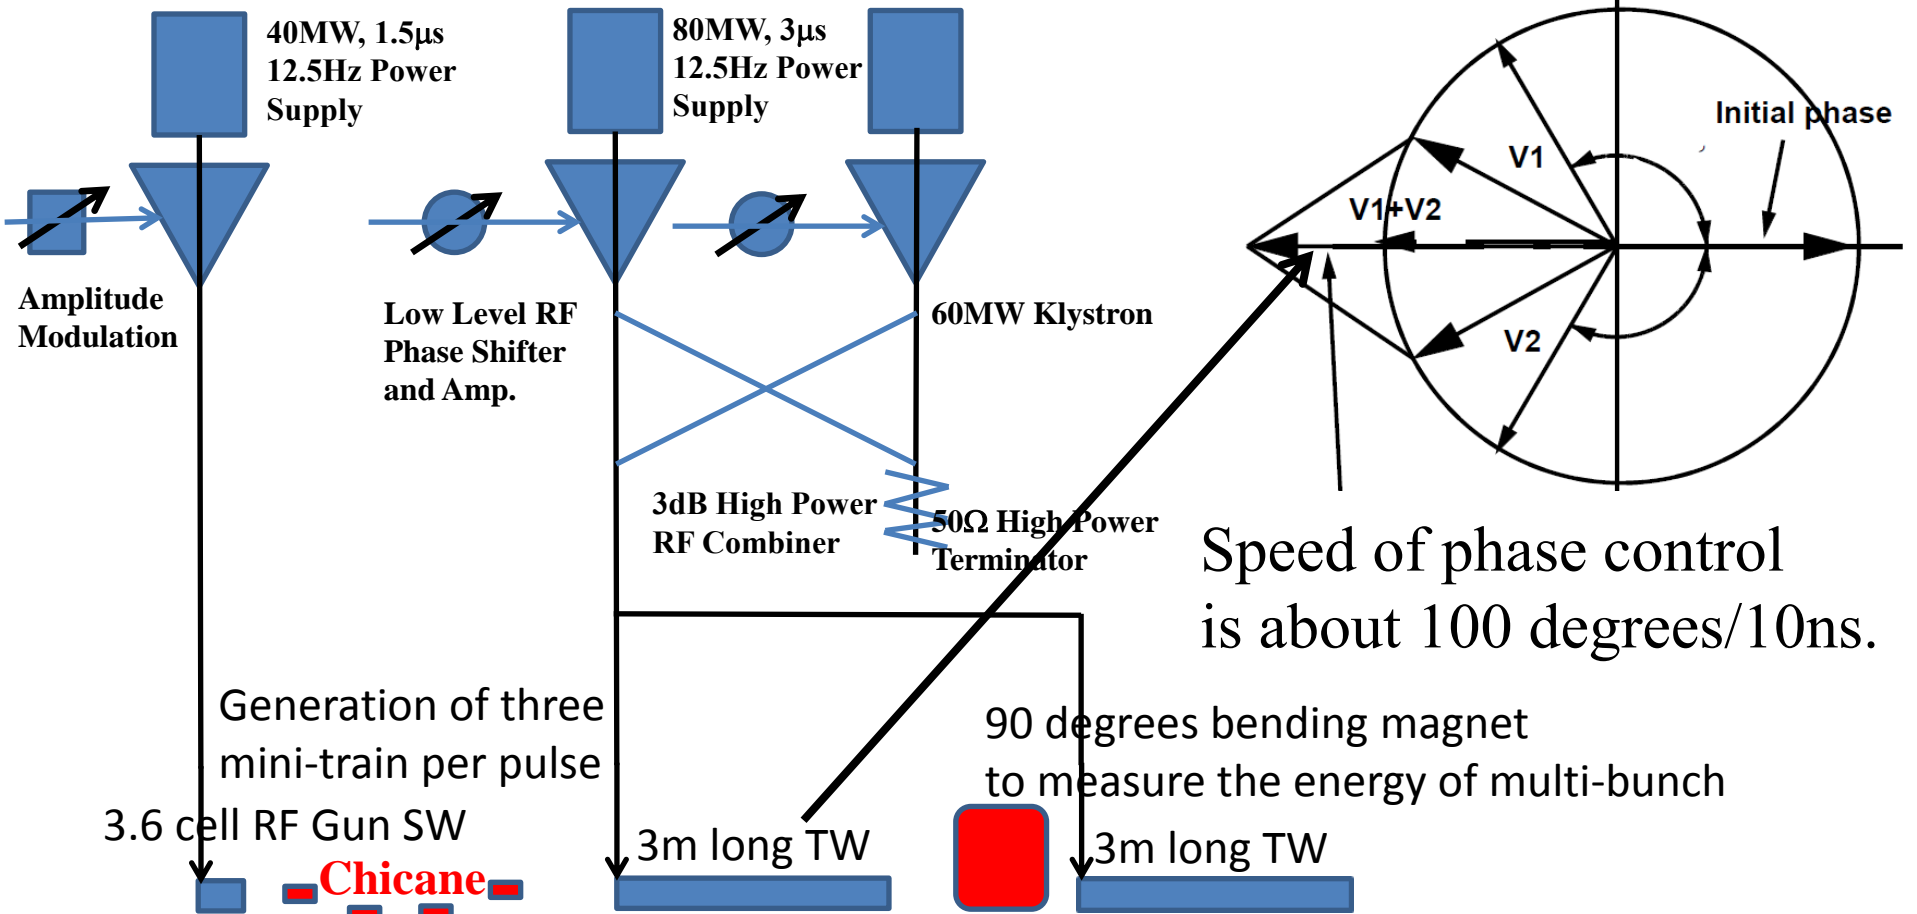 40MW, 1.5μs
12.5Hz Power
Supply
80MW, 3μs
12.5Hz Power
Supply
Initial phase
V1
V1+V2
V2
Amplitude
Modulation
Low Level RF
Phase Shifter
and Amp.
60MW Klystron
3dB High Power
RF Combiner
50Ω High Power
Terminator
Speed of phase control
is about 100 degrees/10ns.
Generation of three
mini-train per pulse
90 degrees bending magnet
to measure the energy of multi-bunch
3.6 cell RF Gun SW
3m long TW
3m long TW
Chicane